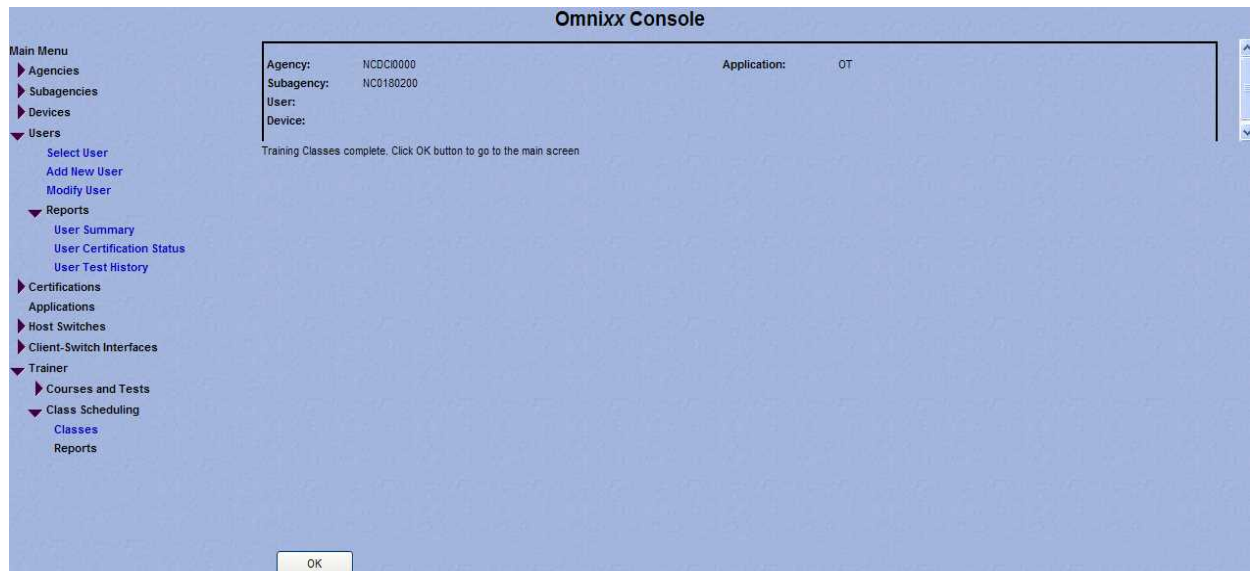 Omnixx Console
Main Menu
Agencies
Subagencies
Devices
Users
Select User
Add New User
Modify User
Reports
User Summary
User Certification Status
User Test History
Certifications
Applications
Host Switches
Client-Switch Interfaces
Trainer
Courses and Tests
Class Scheduling
Classes
Reports
Agency: NCDCI0000 Application: OT
Subagency: NC0180200
User:
Device:
Training Classes complete. Click OK button to go to the main screen
OK